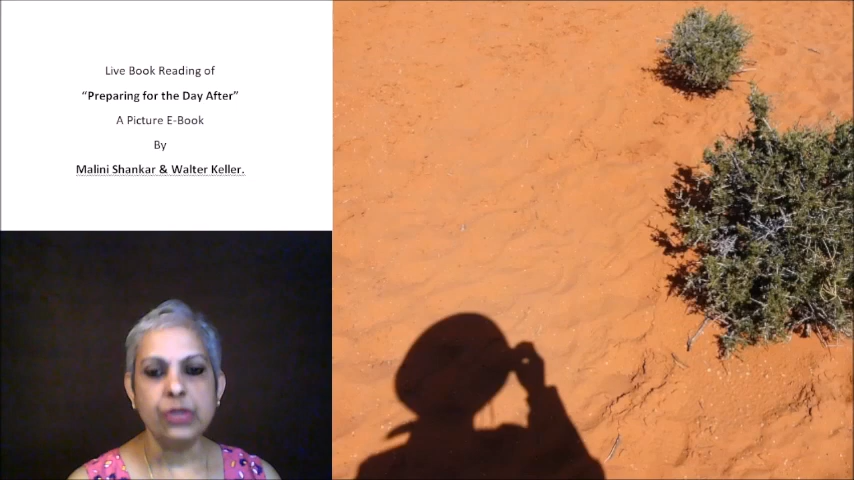 Live Book Reading of
“Preparing for the Day After”
A Picture E-Book
By
Malini Shankar & Walter Keller.